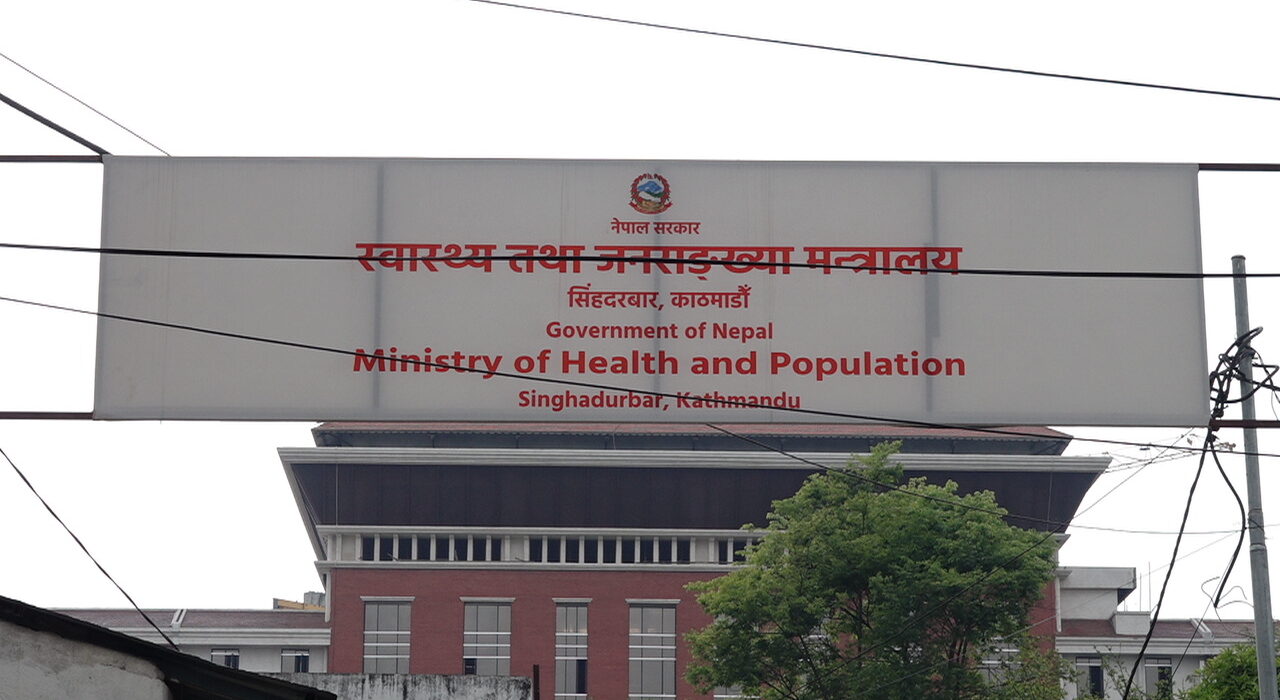 नेपाल सरकार
स्वास्थ्य तथा जनसङ्ख्या मन्त्रालय
सिंहदरबार, काठमाडौँ
Government of Nepal
Ministry of Health and Population
Singhadurbar, Kathmandu